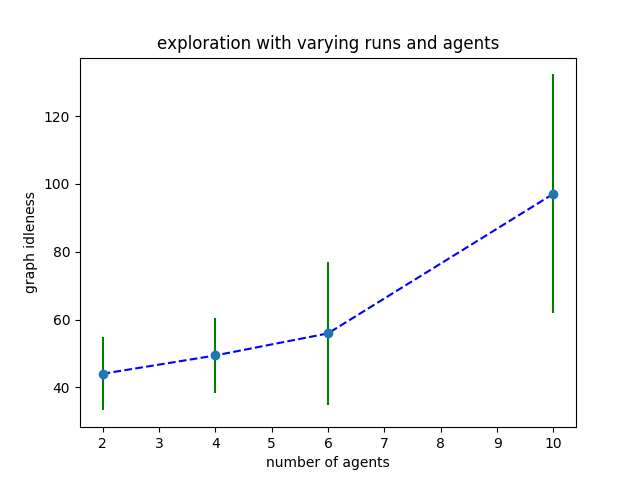 exploration with varying runs and agents
120
100
80
60
40
graph idleness
2 3 4 5 6 7 8 9 10
number of agents